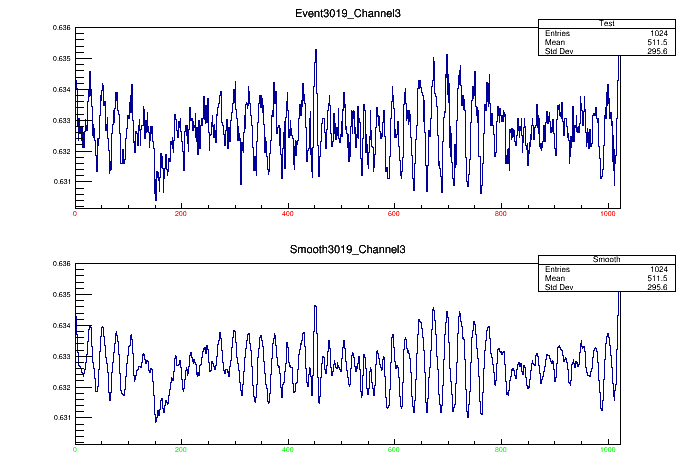 Event3019_Channel3
Test
Entries 1024
Mean 511.5
Std Dev 295.6
0.636
0.635
0.634
0.633
0.632
0.631
0 200 400 600 800 1000
Smooth3019_Channel3
Smooth
Entries 1024
Mean 511.5
Std Dev 295.6
0.636
0.635
0.634
0.633
0.632
0.631
0 200 400 600 800 1000